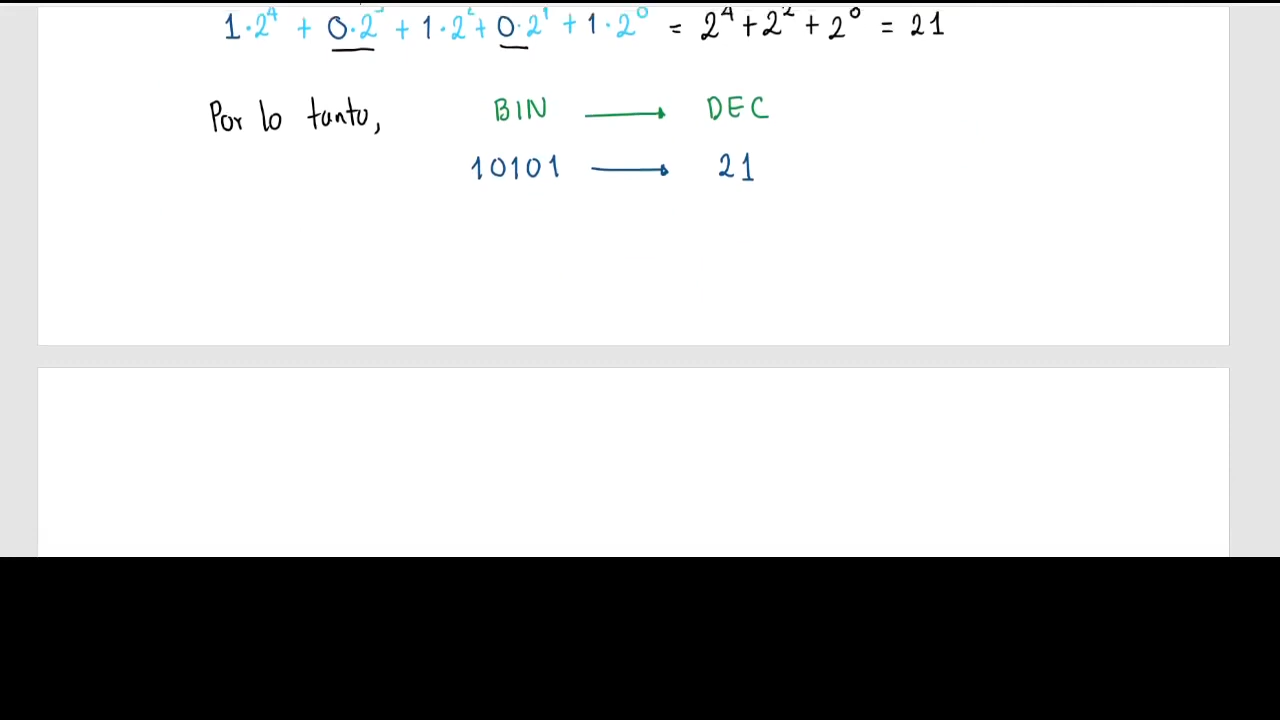 1·2⁴ + 0·2³ + 1·2² + 0·2¹ + 1·2⁰ = 2⁴ + 2² + 2⁰ = 21
Por lo tanto, BIN → DEC
10101 → 21